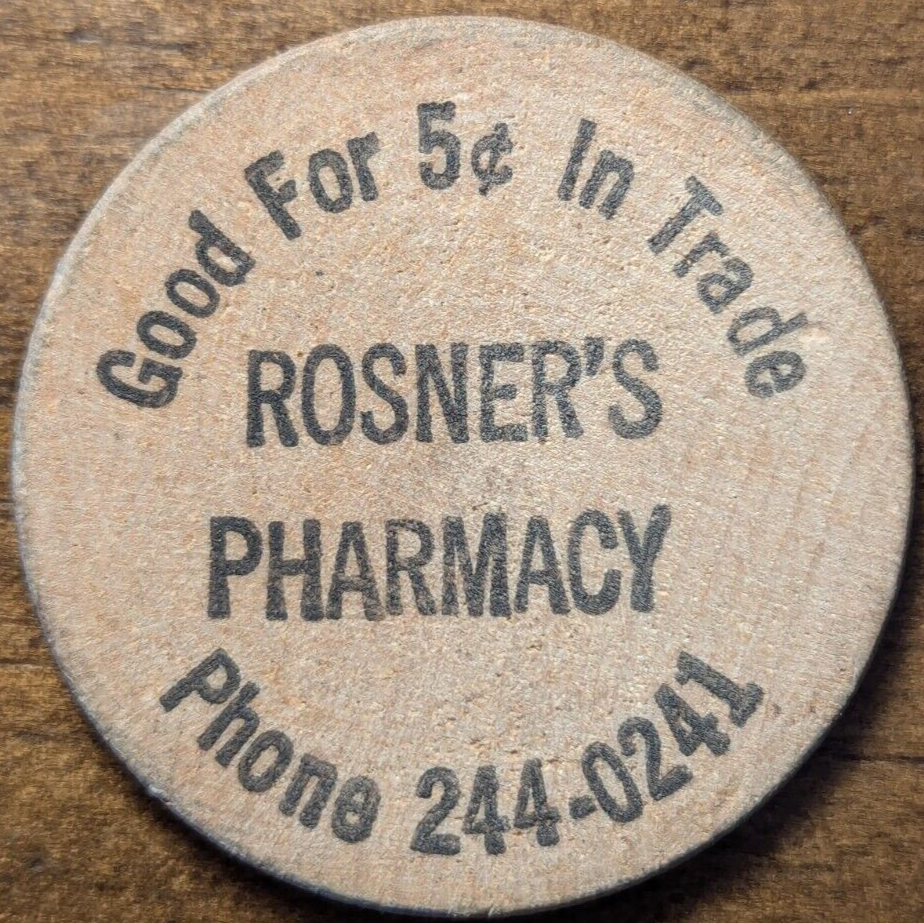 Good For 5¢ In Trade
ROSNER'S
PHARMACY
Phone 244-0241